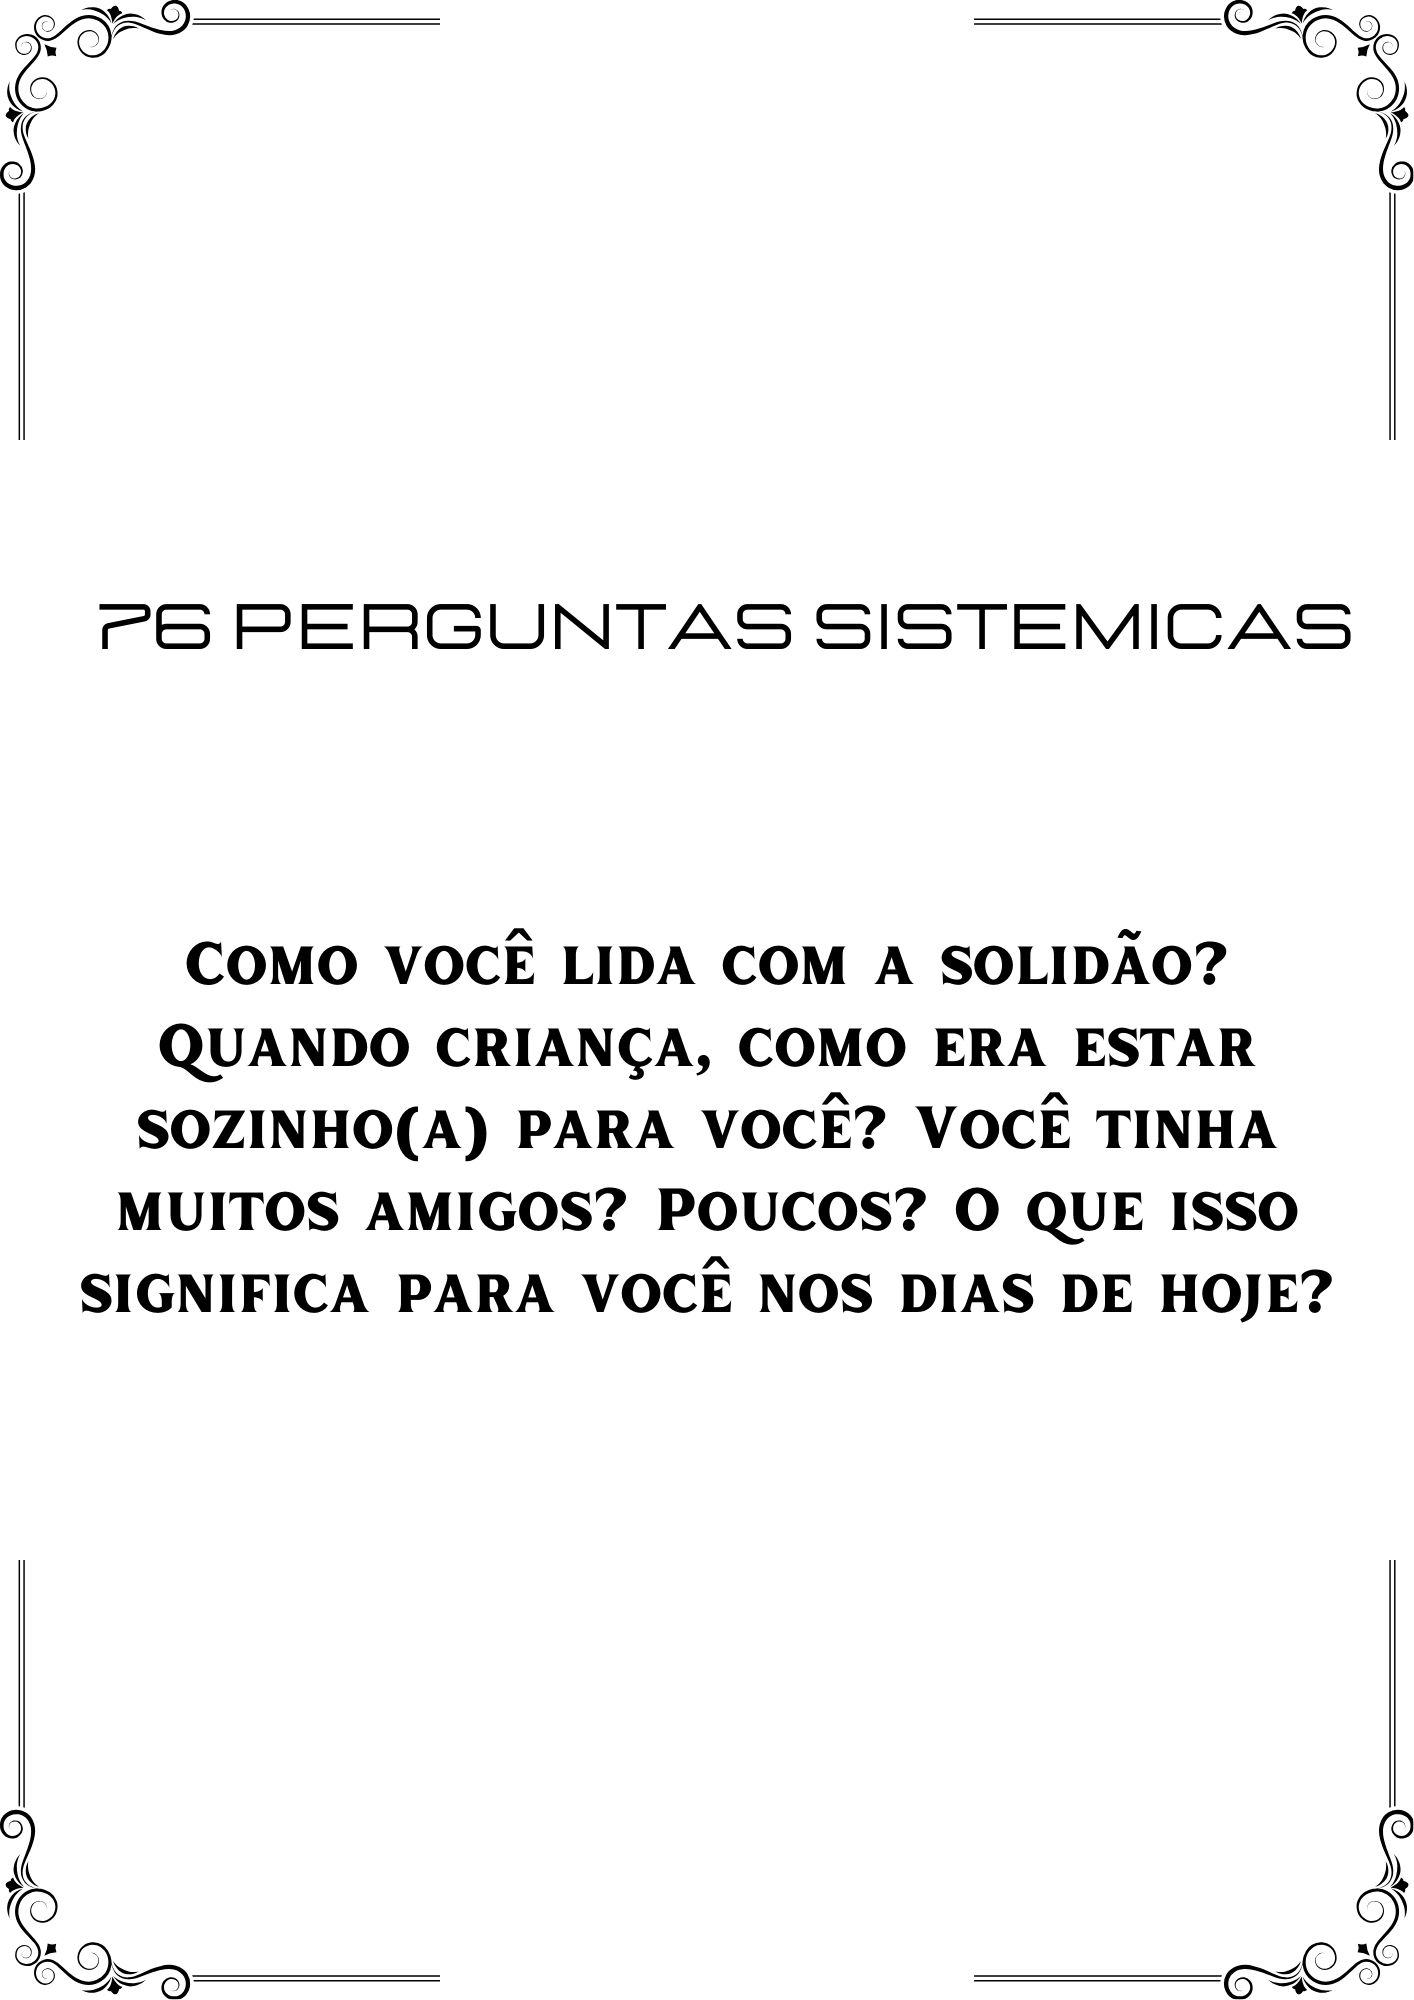 76 PERGUNTAS SISTEMICAS
Como você lida com a solidão?
Quando criança, como era estar
sozinho(a) para você? Você tinha
muitos amigos? Poucos? O que isso
significa para você nos dias de hoje?